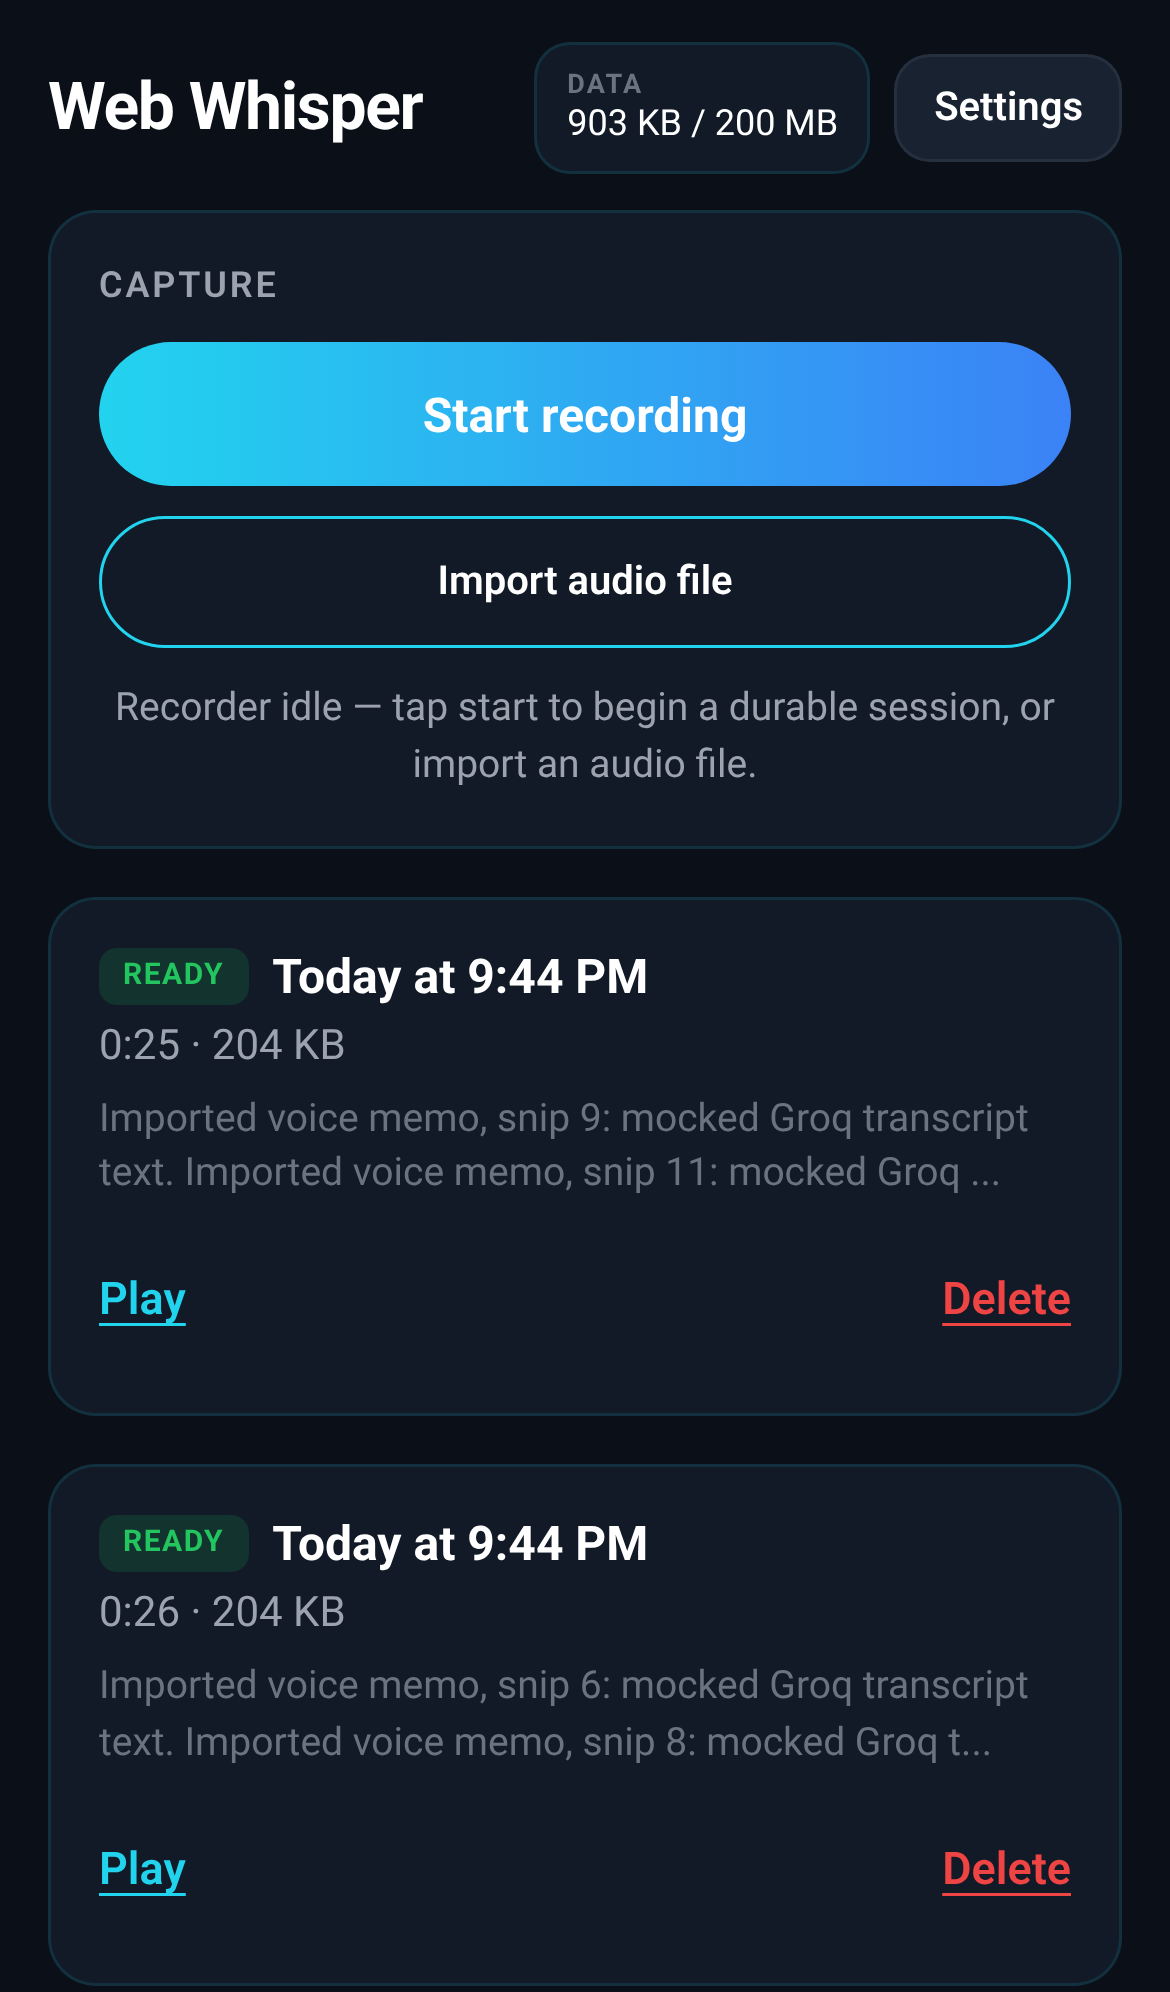 Web Whisper
DATA
903 KB / 200 MB
Settings
CAPTURE
Start recording
Import audio file
Recorder idle — tap start to begin a durable session, or
import an audio file.
READY
Today at 9:44 PM
0:25 · 204 KB
Imported voice memo, snip 9: mocked Groq transcript
text. Imported voice memo, snip 11: mocked Groq ...
Play
Delete
READY
Today at 9:44 PM
0:26 · 204 KB
Imported voice memo, snip 6: mocked Groq transcript
text. Imported voice memo, snip 8: mocked Groq t...
Play
Delete